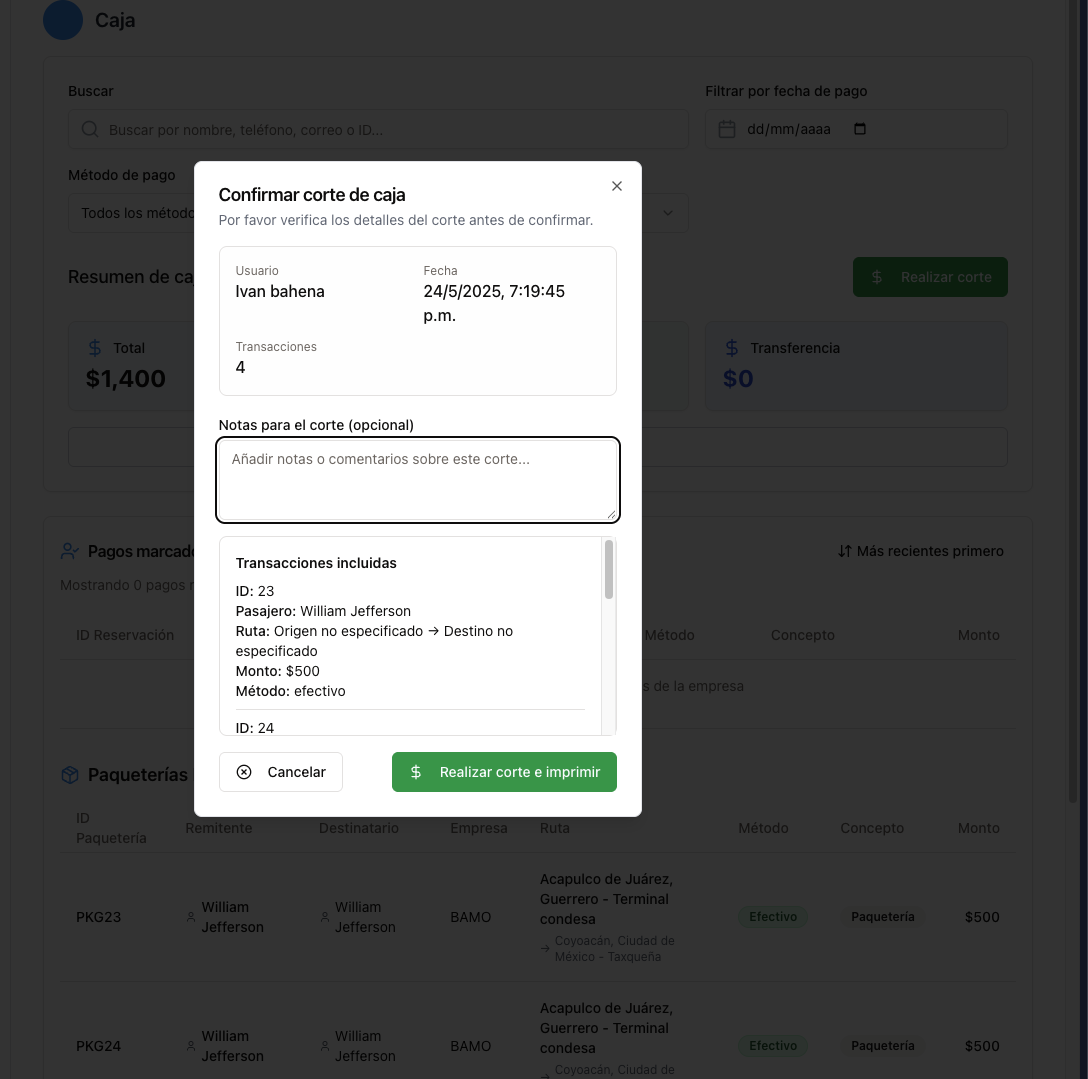 Caja
Buscar
Filtrar por fecha de pago
Buscar por nombre, teléfono, correo o ID...
dd/mm/aaaa
Método de pago
Todos los método
Resumen de ca
Realizar corte
Total
$1,400
Transferencia
$0
Confirmar corte de caja
Por favor verifica los detalles del corte antes de confirmar.
Usuario
Ivan bahena
Fecha
24/5/2025, 7:19:45
p.m.
Transacciones
4
Notas para el corte (opcional)
Añadir notas o comentarios sobre este corte...
Transacciones incluidas
ID: 23
Pasajero: William Jefferson
Ruta: Origen no especificado → Destino no
especificado
Monto: $500
Método: efectivo
ID: 24
Cancelar
Realizar corte e imprimir
Pagos marcado
Más recientes primero
Mostrando 0 pagos
ID Reservación
Método
Concepto
Monto
s de la empresa
Paqueterías
ID
Paquetería
Remitente
Destinatario
Empresa
Ruta
Método
Concepto
Monto
PKG23
William
Jefferson
William
Jefferson
BAMO
Acapulco de Juárez,
Guerrero - Terminal
condesa
→ Coyoacán, Ciudad de
México - Taxqueña
Efectivo
Paquetería
$500
PKG24
William
Jefferson
William
Jefferson
BAMO
Acapulco de Juárez,
Guerrero - Terminal
condesa
→ Coyoacán, Ciudad de
Efectivo
Paquetería
$500